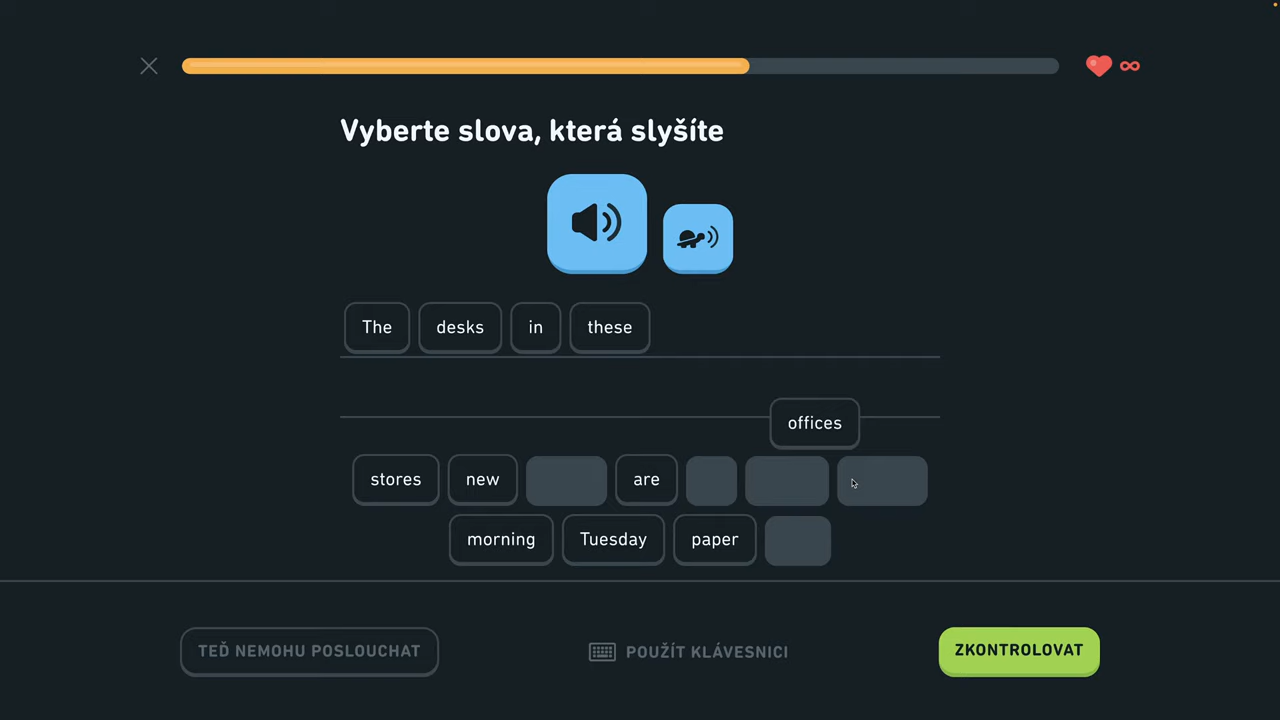 Vyberte slova, která slyšíte
The desks in these
offices
stores new are
morning Tuesday paper
TEĎ NEMOHU POSLOUCHAT POUŽÍT KLÁVESNICI ZKONTROLOVAT